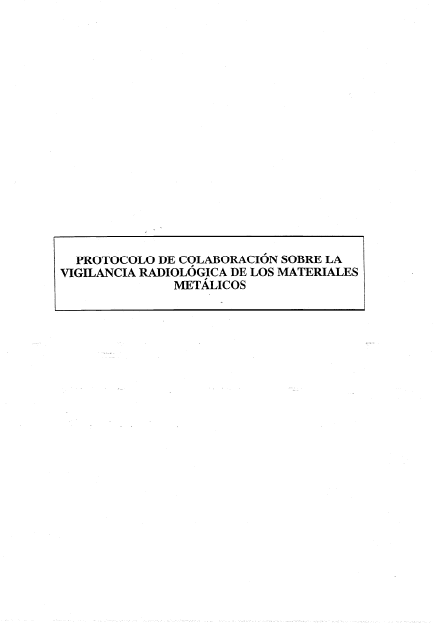 PROTOCOLO DE COLABORACIÓN SOBRE LA
VIGILANCIA RADIOLÓGICA DE LOS MATERIALES
METÁLICOS